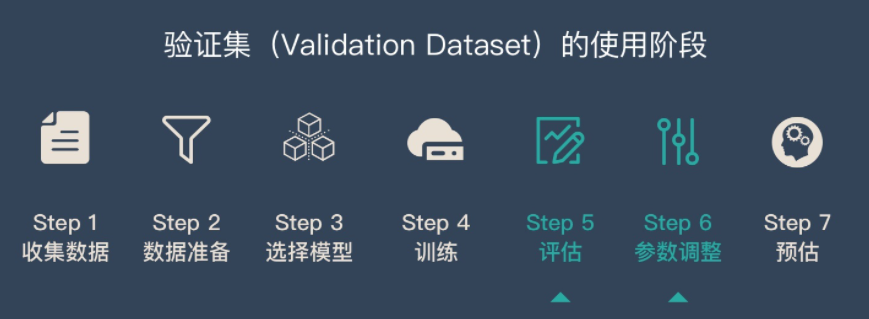 验证集（Validation Dataset）的使用阶段
Step 1
收集数据
Step 2
数据准备
Step 3
选择模型
Step 4
训练
Step 5
评估
Step 6
参数调整
Step 7
预估